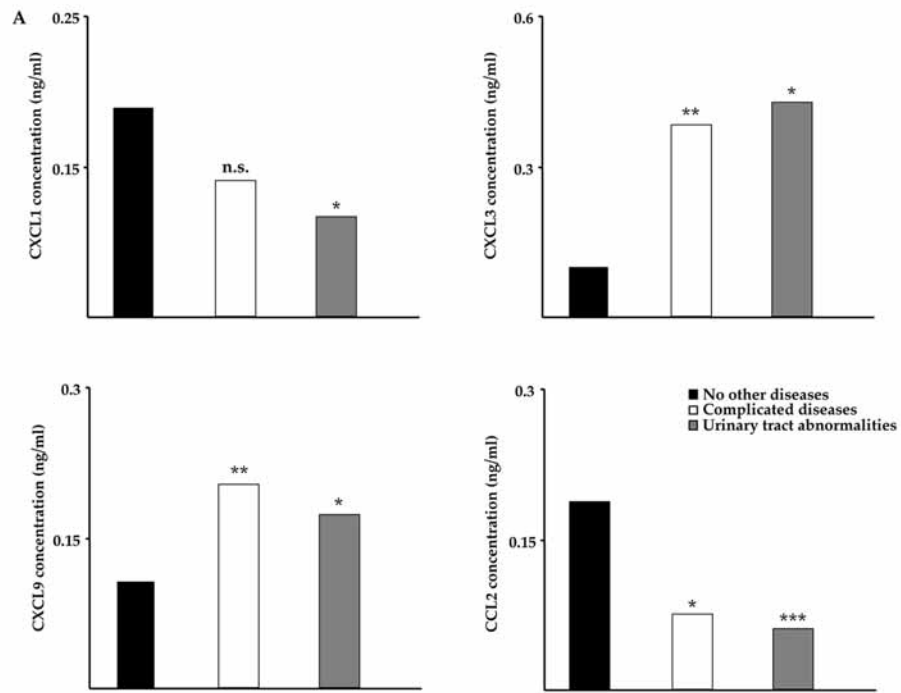 A
0.25
0.15
CXCL1 concentration (ng/ml)
n.s.
*
0.6
0.3
CXCL3 concentration (ng/ml)
**
*
0.3
0.15
CXCL9 concentration (ng/ml)
**
*
0.3
0.15
CCL2 concentration (ng/ml)
No other diseases
Complicated diseases
Urinary tract abnormalities
*
***